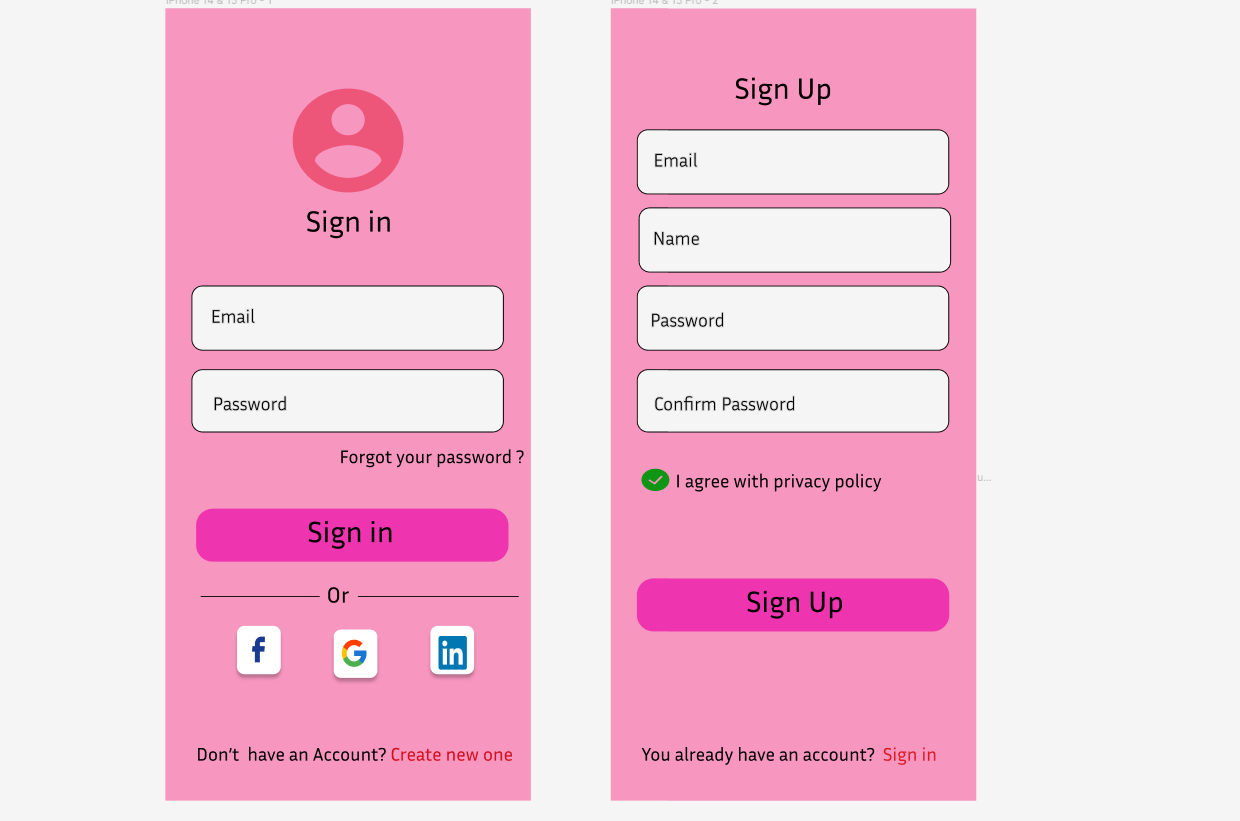 iPhone 14 & 15 Pro - 1
Sign in
Email
Password
Forgot your password ?
Sign in
Or
f
G
in
Don’t  have an Account? Create new one
iPhone 14 & 15 Pro - 2
Sign Up
Email
Name
Password
Confirm Password
I agree with privacy policy
u...
Sign Up
You already have an account?  Sign in